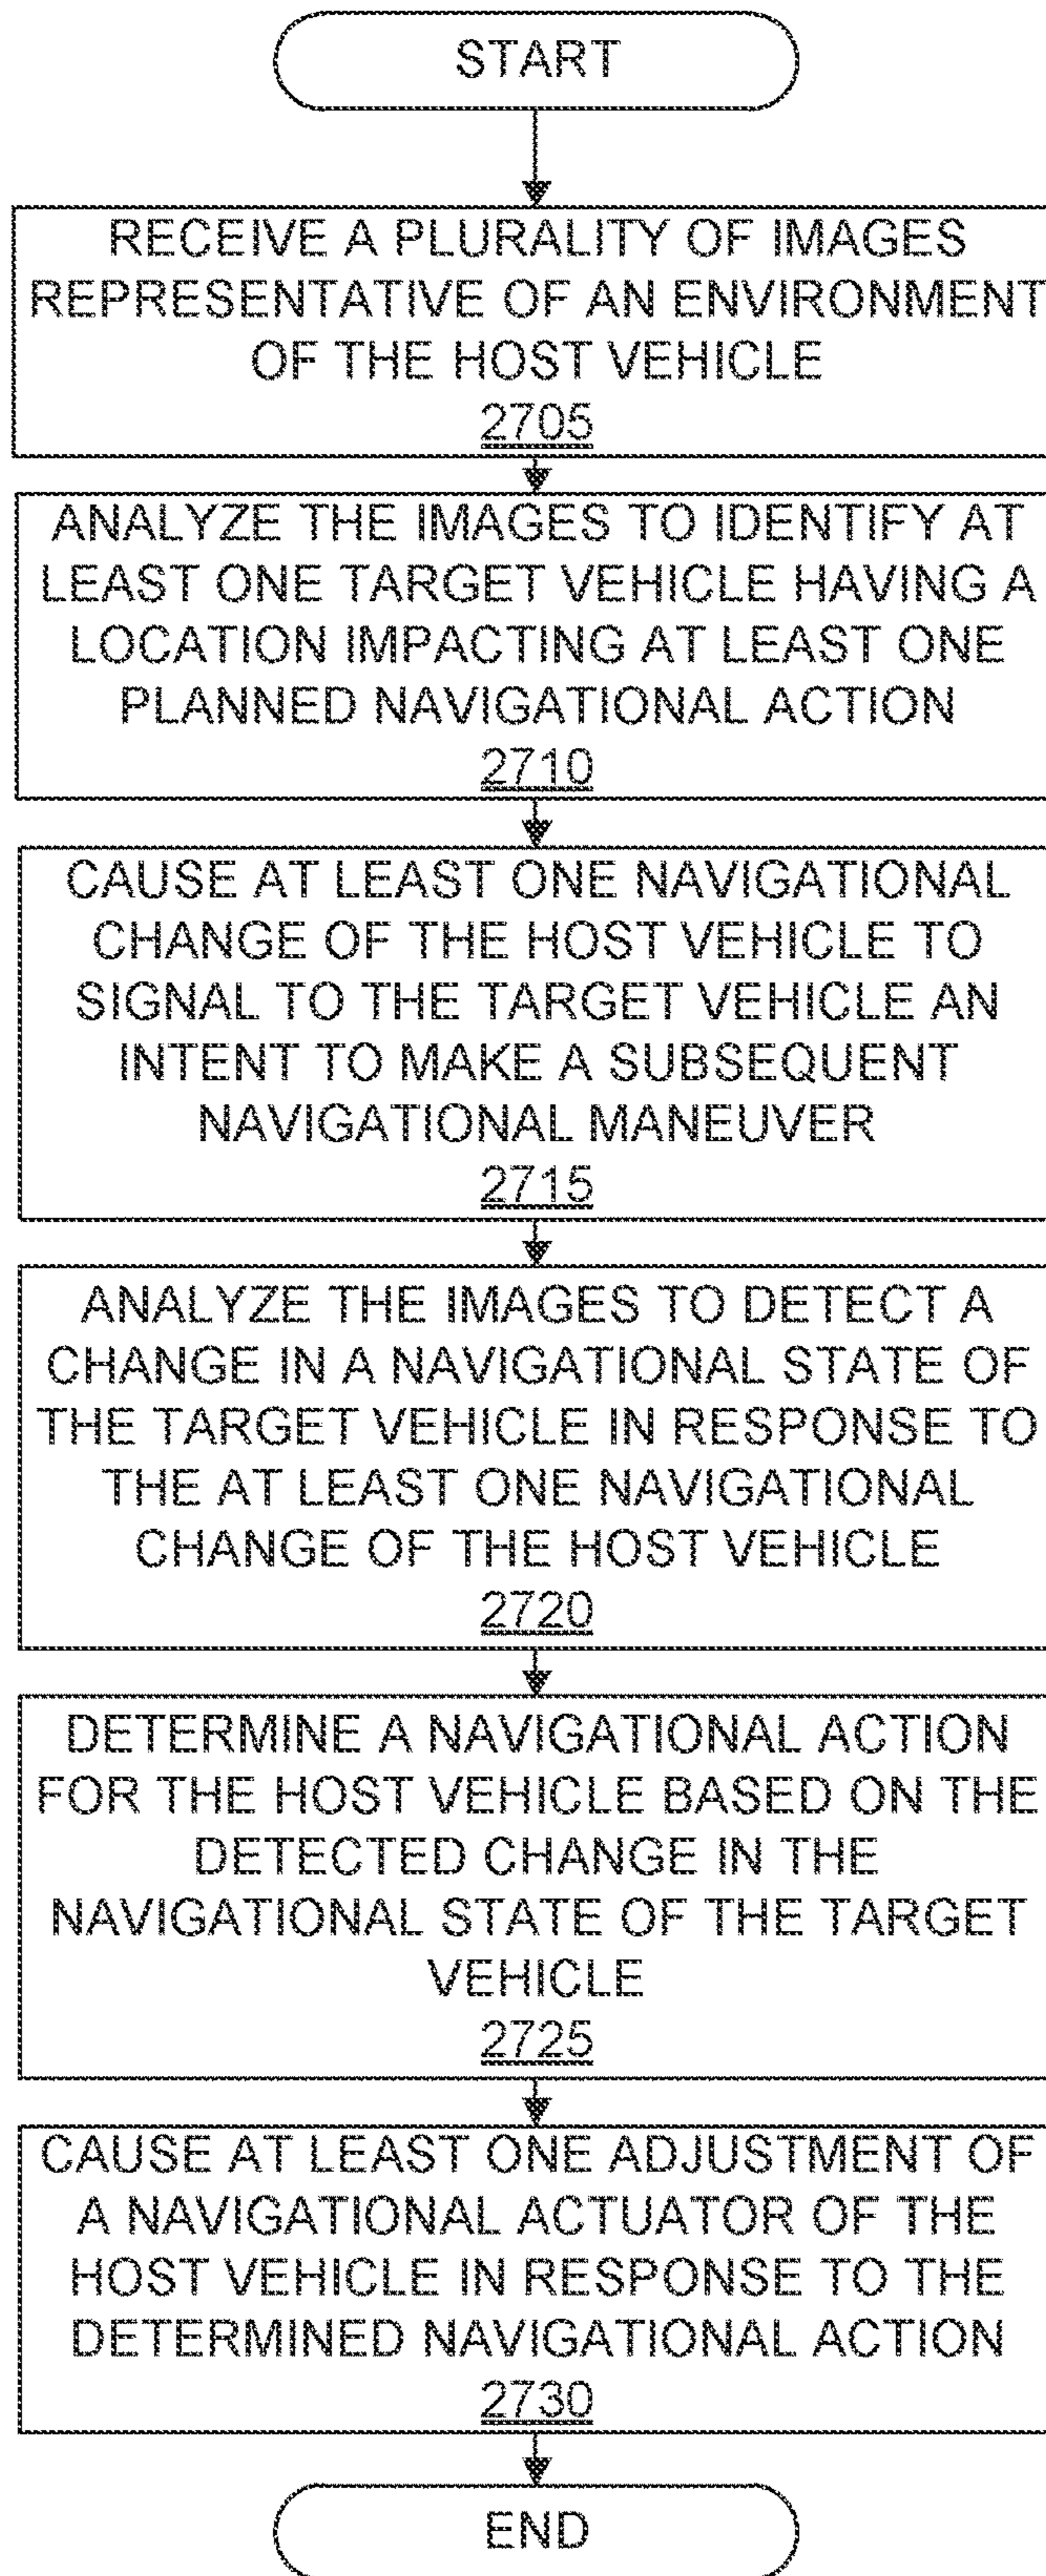 START
RECEIVE A PLURALITY OF IMAGES
REPRESENTATIVE OF AN ENVIRONMENT
OF THE HOST VEHICLE
2705
ANALYZE THE IMAGES TO IDENTIFY AT
LEAST ONE TARGET VEHICLE HAVING A
LOCATION IMPACTING AT LEAST ONE
PLANNED NAVIGATIONAL ACTION
2710
CAUSE AT LEAST ONE NAVIGATIONAL
CHANGE OF THE HOST VEHICLE TO
SIGNAL TO THE TARGET VEHICLE AN
INTENT TO MAKE A SUBSEQUENT
NAVIGATIONAL MANEUVER
2715
ANALYZE THE IMAGES TO DETECT A
CHANGE IN A NAVIGATIONAL STATE OF
THE TARGET VEHICLE IN RESPONSE TO
THE AT LEAST ONE NAVIGATIONAL
CHANGE OF THE HOST VEHICLE
2720
DETERMINE A NAVIGATIONAL ACTION
FOR THE HOST VEHICLE BASED ON THE
DETECTED CHANGE IN THE
NAVIGATIONAL STATE OF THE TARGET
VEHICLE
2725
CAUSE AT LEAST ONE ADJUSTMENT OF
A NAVIGATIONAL ACTUATOR OF THE
HOST VEHICLE IN RESPONSE TO THE
DETERMINED NAVIGATIONAL ACTION
2730
END